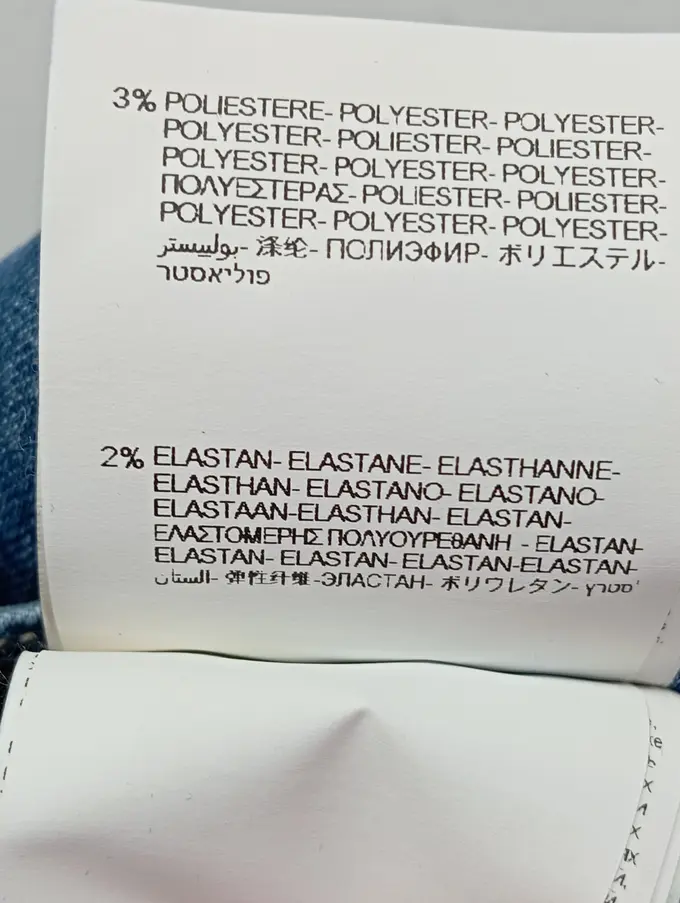 3% POLIESTERE- POLYESTER- POLYESTER-
POLYESTER- POLIESTER- POLIESTER-
POLYESTER- POLYESTER- POLYESTER-
ΠΟΛΥΕΣΤΕΡΑΣ- POLIESTER- POLIESTER-
POLYESTER- POLYESTER- POLYESTER-
بوليستر- 涤纶- ПОЛИЭФИР- ポリエステル-
פוליאסטר
2% ELASTAN- ELASTANE- ELASTHANNE-
ELASTHAN- ELASTANO- ELASTANO-
ELASTAAN-ELASTHAN- ELASTAN-
ΕΛΑΣΤΟΜΕΡΗΣ ΠΟΛΥΟΥΡΕΘΑΝΗ - ELASTAN-
ELASTAN- ELASTAN- ELASTAN-ELASTAN-
الستان- 弹性纤维 -ЭЛАСТАН- ポリウレタン- סטרץ'